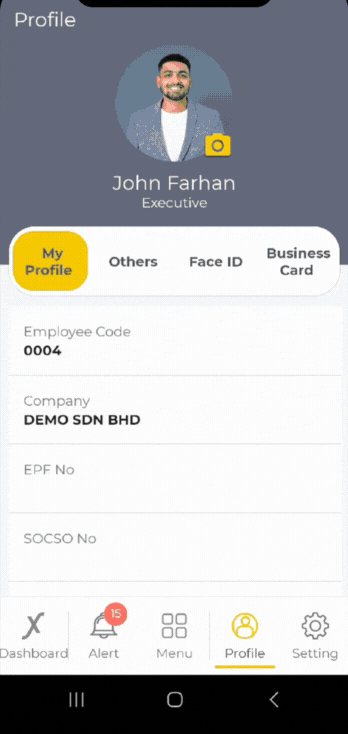 Profile
John Farhan
Executive
My
Profile
Others
Face ID
Business
Card
Employee Code
0004
Company
DEMO SDN BHD
EPF No
SOCSO No
15
Dashboard
Alert
Menu
Profile
Setting